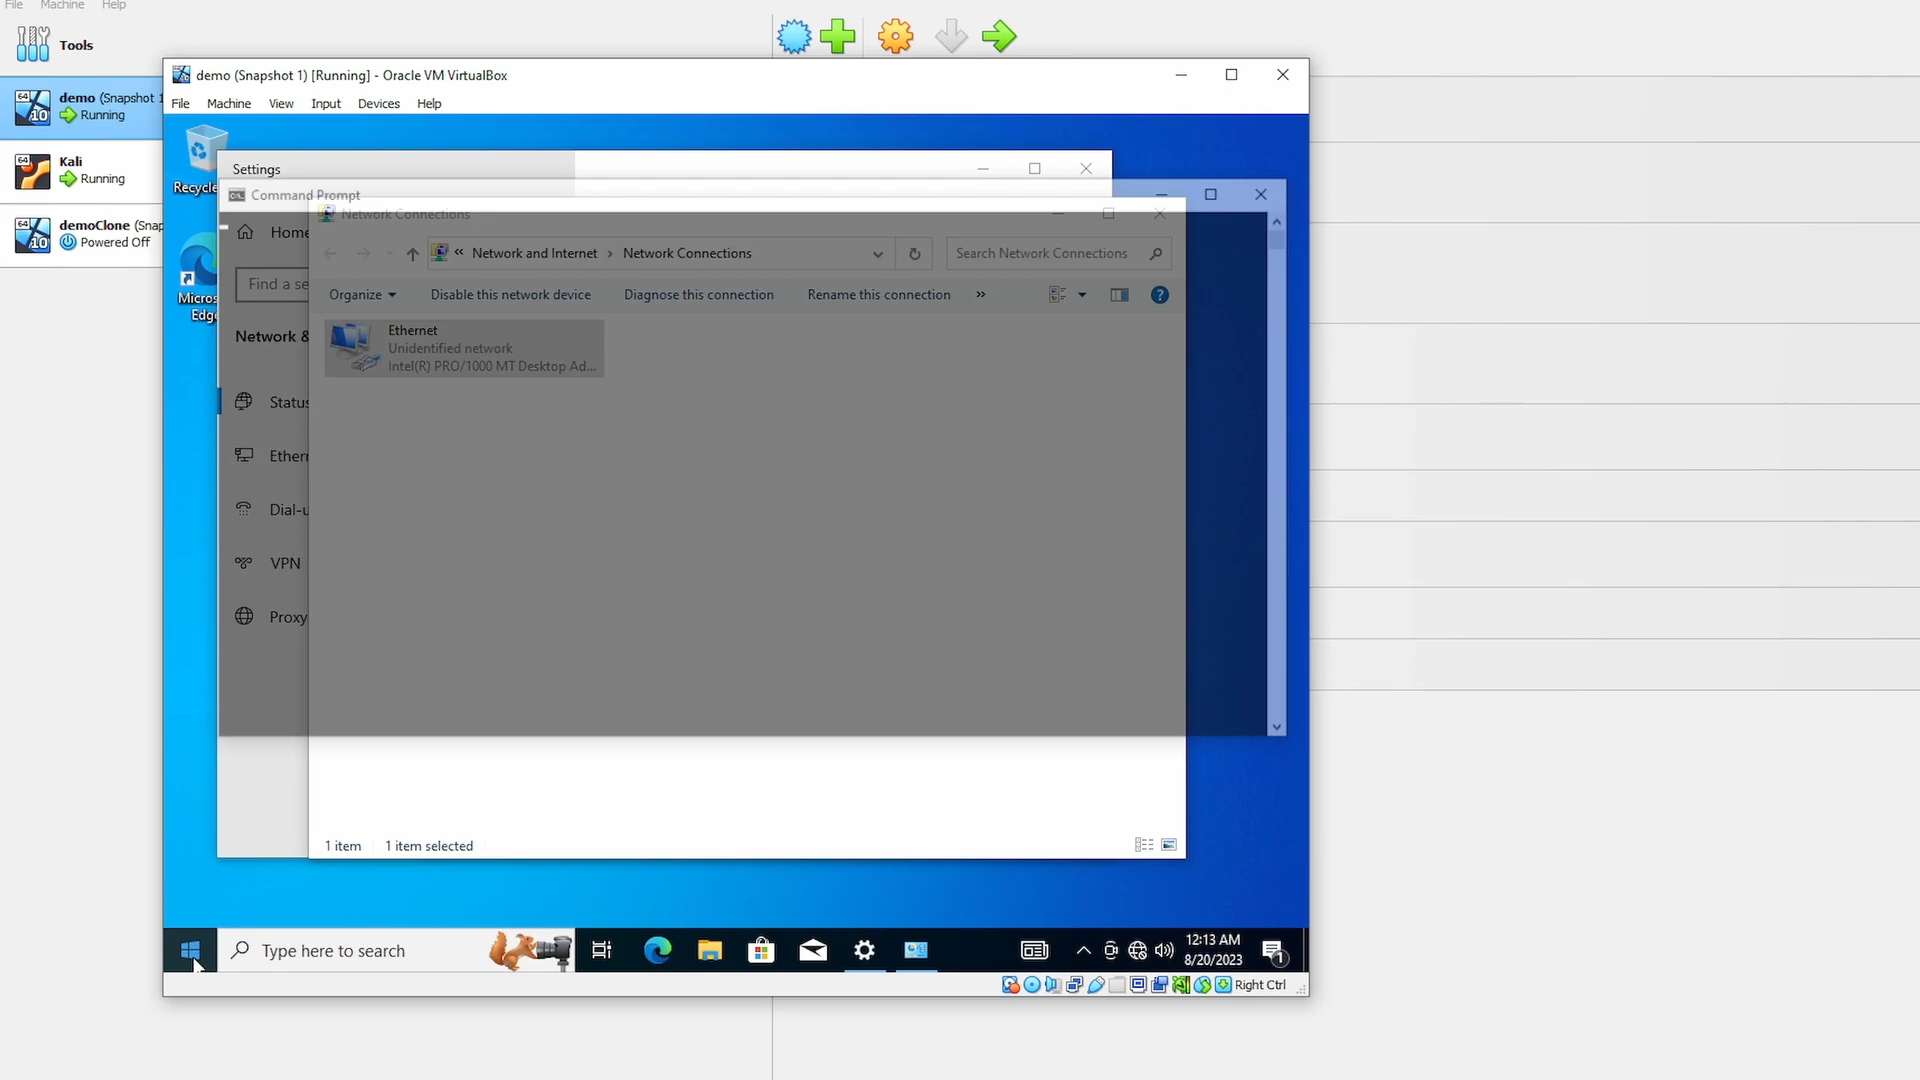 File Machine Help
Tools
demo (Snapshot 1
Running
Kali
Running
demoClone (Snap
Powered Off
demo (Snapshot 1) [Running] - Oracle VM VirtualBox
File Machine View Input Devices Help
Recycle
Micros
Edge
Settings
Command Prompt
Home
Find a se
Network &
Status
Ethern
Dial-u
VPN
Proxy
Network Connections
« Network and Internet › Network Connections
Search Network Connections
Organize Disable this network device Diagnose this connection Rename this connection »
Ethernet
Unidentified network
Intel(R) PRO/1000 MT Desktop Ad...
1 item 1 item selected
Type here to search
12:13 AM
8/20/2023
1
Right Ctrl